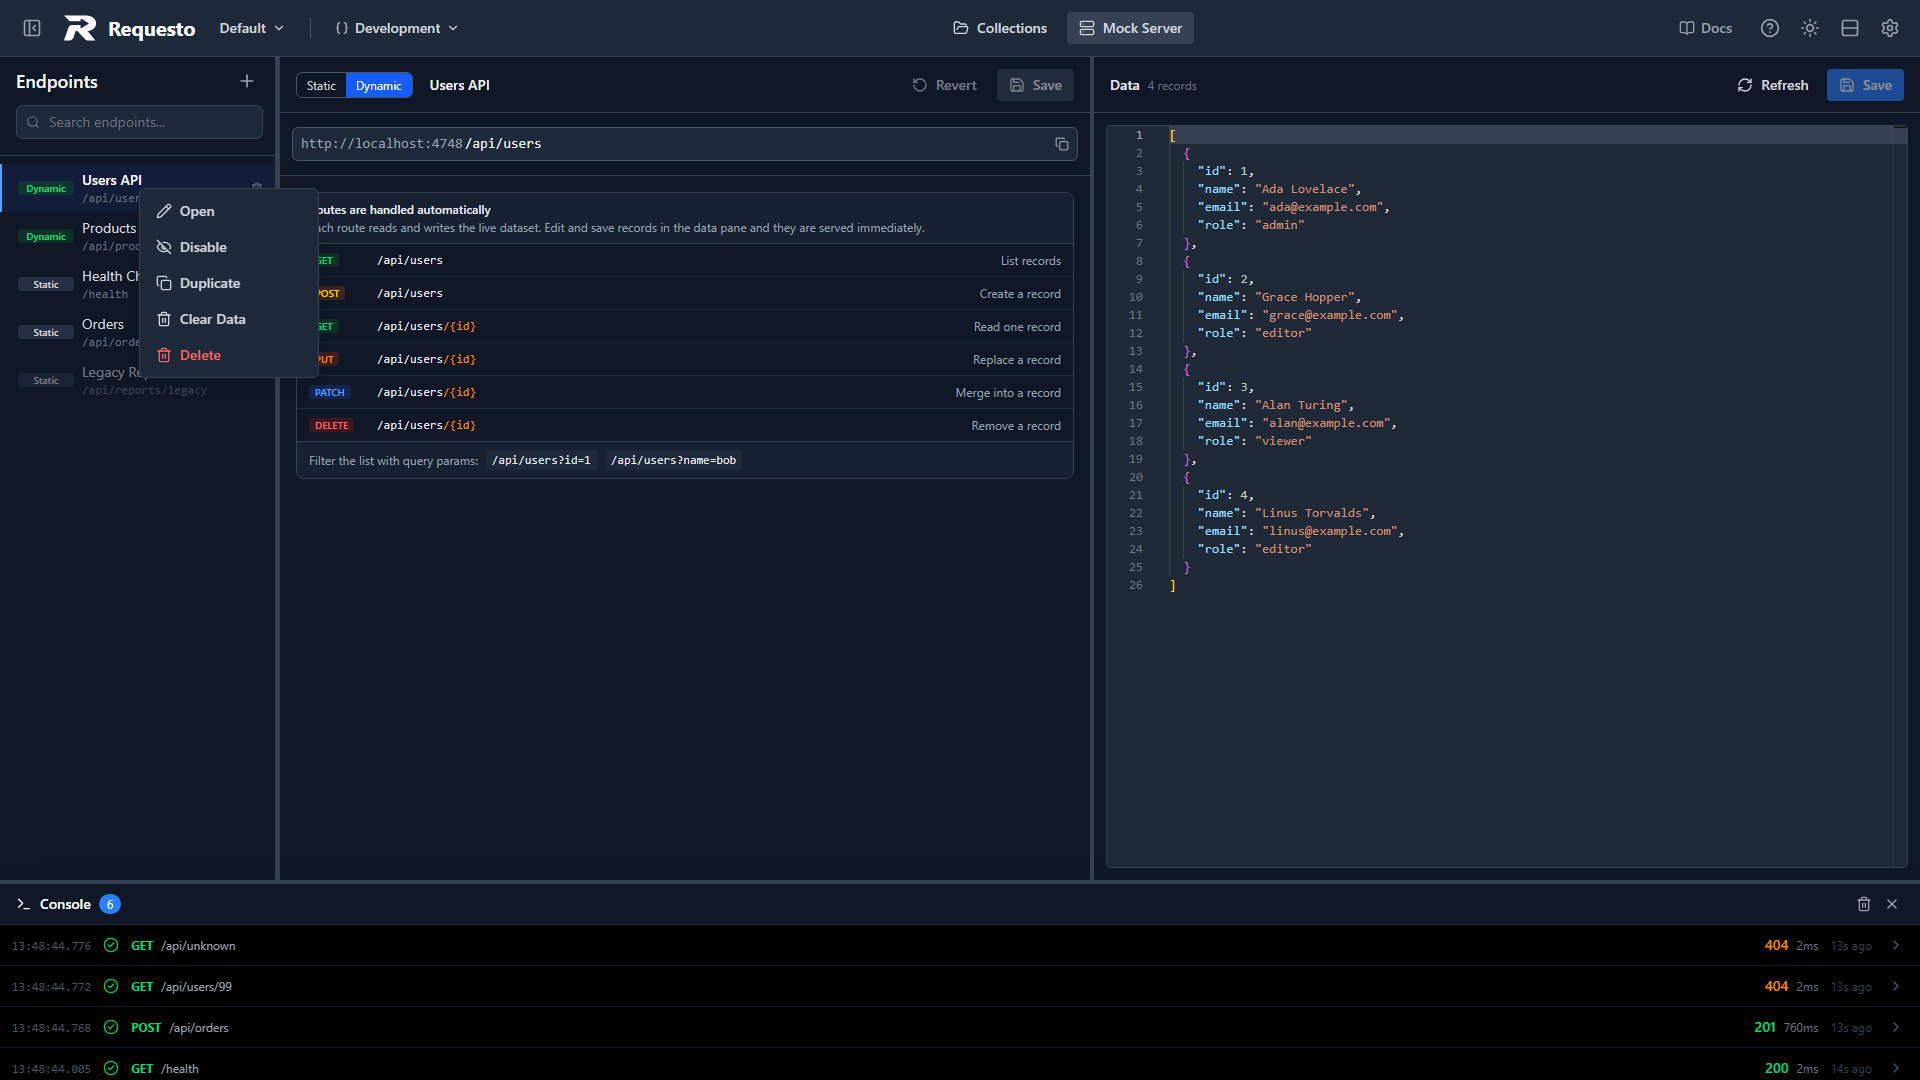 Requesto
Default
{ } Development
Collections
Mock Server
Docs
Endpoints
Search endpoints...
Dynamic
Users API
/api/user
Dynamic
Products
/api/prod
Static
Health Ch
/health
Static
Orders
/api/orde
Static
Legacy Re
/api/reports/legacy
Open
Disable
Duplicate
Clear Data
Delete
Static
Dynamic
Users API
Revert
Save
http://localhost:4748/api/users
outes are handled automatically
ach route reads and writes the live dataset. Edit and save records in the data pane and they are served immediately.
GET /api/users List records
POST /api/users Create a record
GET /api/users/{id} Read one record
PUT /api/users/{id} Replace a record
PATCH /api/users/{id} Merge into a record
DELETE /api/users/{id} Remove a record
Filter the list with query params: /api/users?id=1 /api/users?name=bob
Data 4 records
Refresh
Save
1 [
2 {
3 "id": 1,
4 "name": "Ada Lovelace",
5 "email": "ada@example.com",
6 "role": "admin"
7 },
8 {
9 "id": 2,
10 "name": "Grace Hopper",
11 "email": "grace@example.com",
12 "role": "editor"
13 },
14 {
15 "id": 3,
16 "name": "Alan Turing",
17 "email": "alan@example.com",
18 "role": "viewer"
19 },
20 {
21 "id": 4,
22 "name": "Linus Torvalds",
23 "email": "linus@example.com",
24 "role": "editor"
25 }
26 ]
Console 6
13:48:44.776 GET /api/unknown 404 2ms 13s ago
13:48:44.772 GET /api/users/99 404 2ms 13s ago
13:48:44.768 POST /api/orders 201 760ms 13s ago
13:48:44.005 GET /health 200 2ms 14s ago